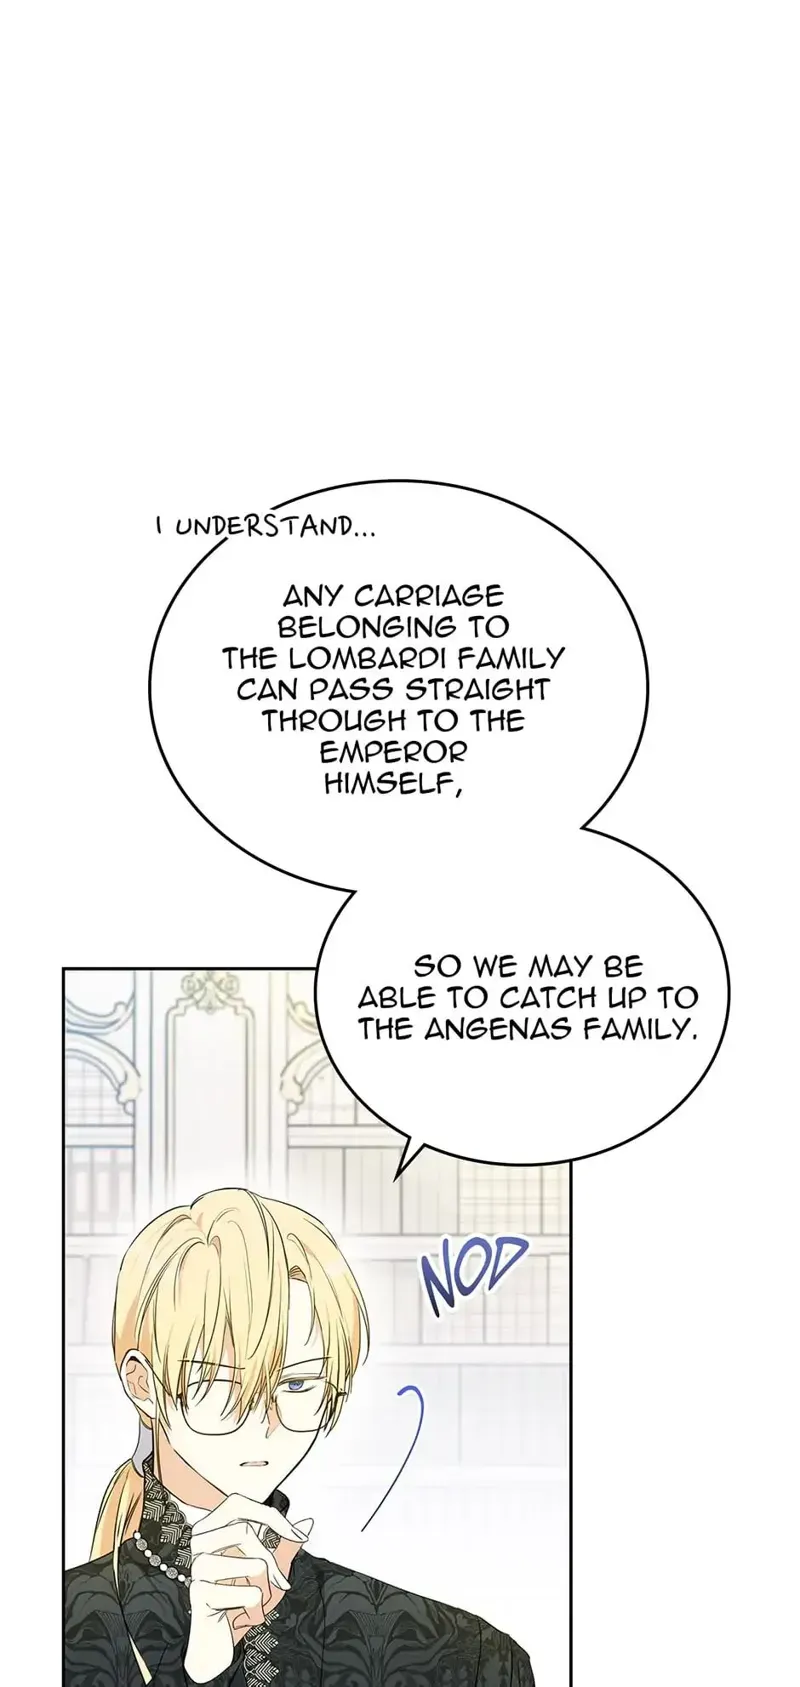 I UNDERSTAND...
ANY CARRIAGE
BELONGING TO
THE LOMBARDI FAMILY
CAN PASS STRAIGHT
THROUGH TO THE
EMPEROR
HIMSELF,
SO WE MAY BE
ABLE TO CATCH UP TO
THE ANGENAS FAMILY.
NOD